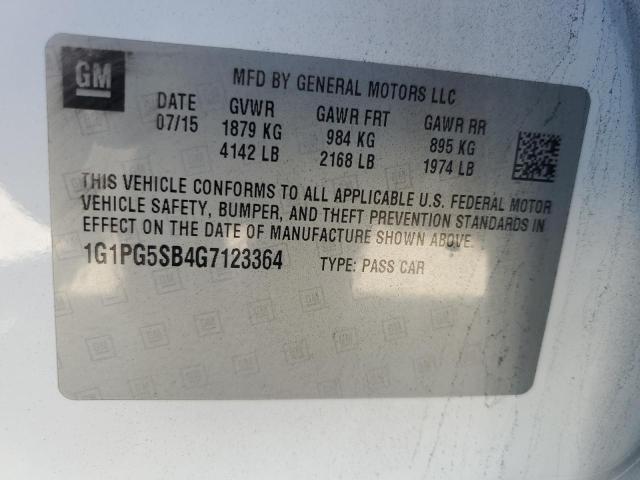 GM
MFD BY GENERAL MOTORS LLC
DATE GVWR GAWR FRT GAWR RR
07/15 1879 KG 984 KG 895 KG
4142 LB 2168 LB 1974 LB
THIS VEHICLE CONFORMS TO ALL APPLICABLE U.S. FEDERAL MOTOR
VEHICLE SAFETY, BUMPER, AND THEFT PREVENTION STANDARDS IN
EFFECT ON THE DATE OF MANUFACTURE SHOWN ABOVE.
1G1PG5SB4G7123364 TYPE: PASS CAR